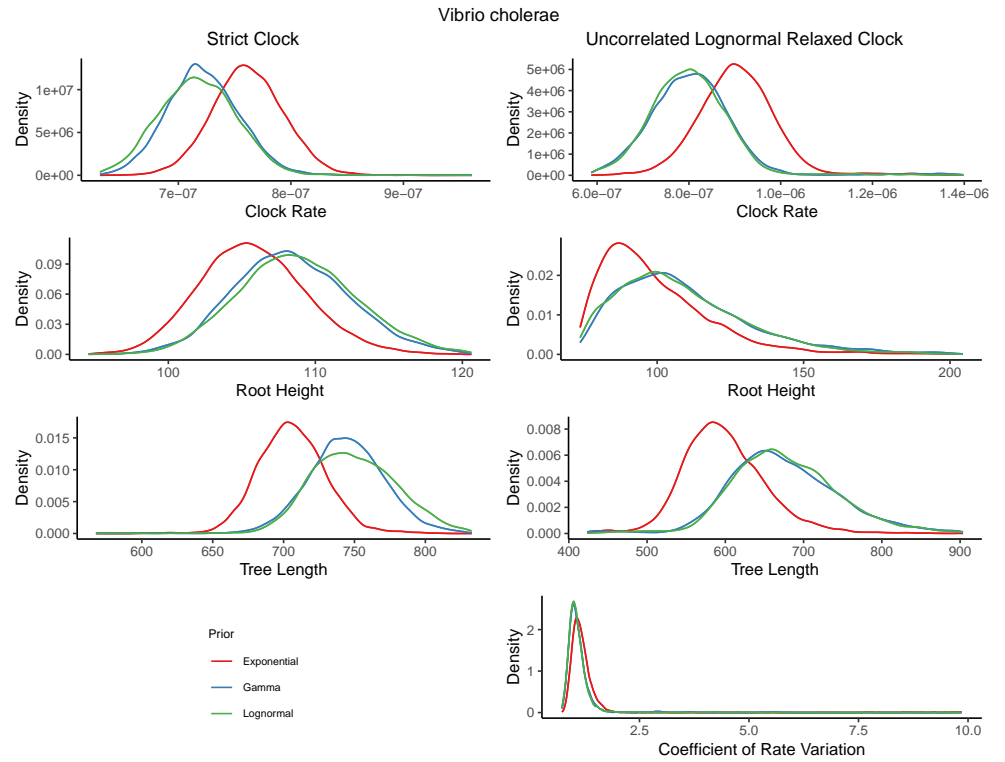 Vibrio cholerae
Strict Clock
Uncorrelated Lognormal Relaxed Clock
Density
1e+07
5e+06
0e+00
7e−07 8e−07 9e−07
Clock Rate
Density
5e+06
4e+06
3e+06
2e+06
1e+06
0e+00
6.0e−07 8.0e−07 1.0e−06 1.2e−06 1.4e−06
Clock Rate
Density
0.09
0.06
0.03
0.00
100 110 120
Root Height
Density
0.02
0.01
0.00
100 150 200
Root Height
Density
0.015
0.010
0.005
0.000
600 650 700 750 800
Tree Length
Density
0.008
0.006
0.004
0.002
0.000
400 500 600 700 800 900
Tree Length
Prior
Exponential
Gamma
Lognormal
Density
2
1
0
2.5 5.0 7.5 10.0
Coefficient of Rate Variation